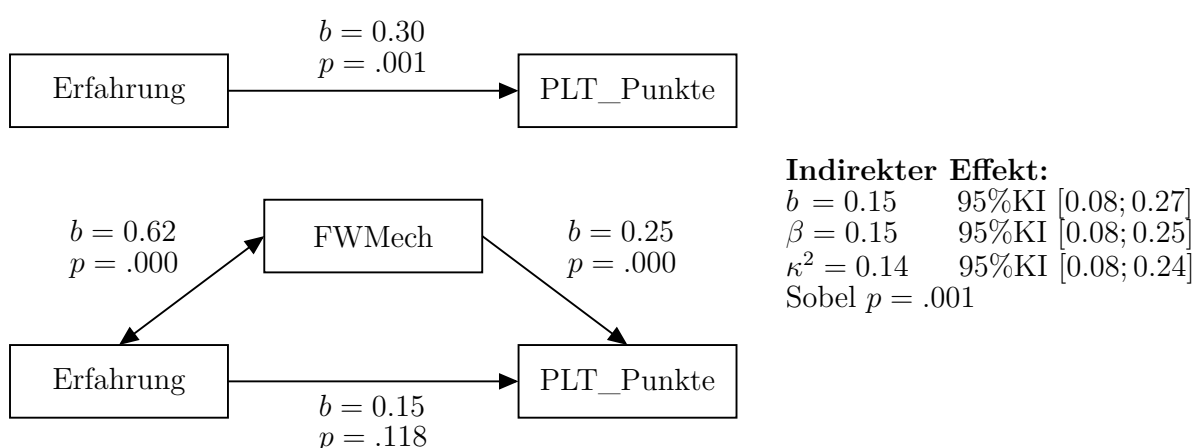 b = 0.30
p = .001
Erfahrung
PLT_Punkte
b = 0.62
p = .000
FWMech
b = 0.25
p = .000
Erfahrung
PLT_Punkte
b = 0.15
p = .118
Indirekter Effekt:
b = 0.15 95%KI [0.08; 0.27]
β = 0.15 95%KI [0.08; 0.25]
κ² = 0.14 95%KI [0.08; 0.24]
Sobel p = .001